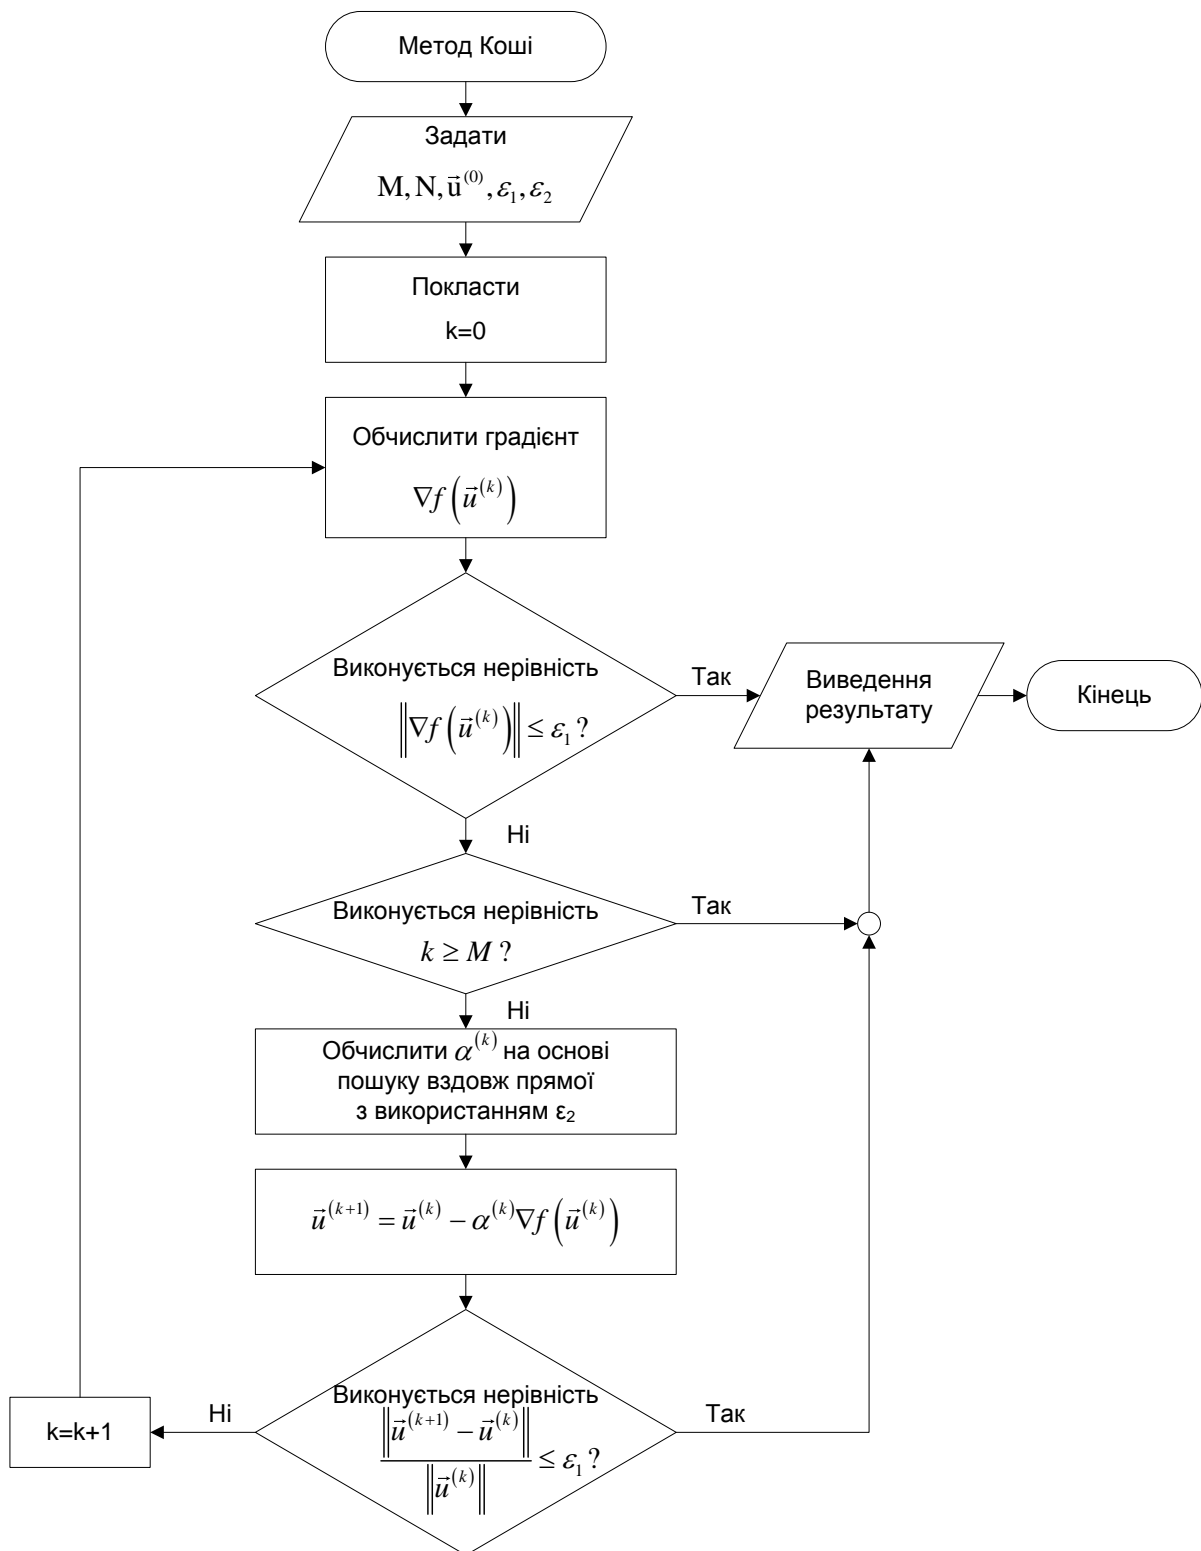 Метод Коші
Задати
M, N, u⃗⁽⁰⁾, ε₁, ε₂
Покласти
k=0
Обчислити градієнт
∇f(u⃗⁽ᵏ⁾)
Виконується нерівність
‖∇f(u⃗⁽ᵏ⁾)‖ ≤ ε₁ ?
Так
Виведення
результату
Кінець
Ні
Виконується нерівність
k ≥ M ?
Так
Ні
Обчислити α⁽ᵏ⁾ на основі
пошуку вздовж прямої
з використанням ε₂
u⃗⁽ᵏ⁺¹⁾ = u⃗⁽ᵏ⁾ − α⁽ᵏ⁾∇f(u⃗⁽ᵏ⁾)
Виконується нерівність
‖u⃗⁽ᵏ⁺¹⁾ − u⃗⁽ᵏ⁾‖ / ‖u⃗⁽ᵏ⁾‖ ≤ ε₁ ?
Так
Ні
k=k+1